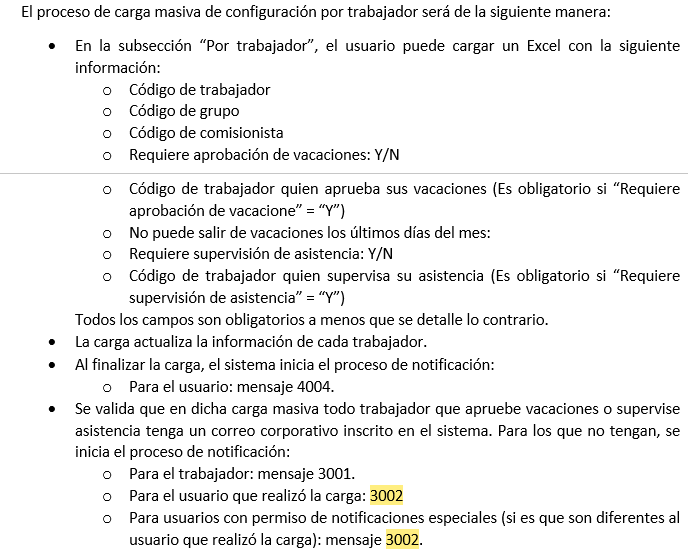 El proceso de carga masiva de configuración por trabajador será de la siguiente manera:
• En la subsección “Por trabajador”, el usuario puede cargar un Excel con la siguiente
información:
o Código de trabajador
o Código de grupo
o Código de comisionista
o Requiere aprobación de vacaciones: Y/N
o Código de trabajador quien aprueba sus vacaciones (Es obligatorio si “Requiere
aprobación de vacacione” = “Y”)
o No puede salir de vacaciones los últimos días del mes:
o Requiere supervisión de asistencia: Y/N
o Código de trabajador quien supervisa su asistencia (Es obligatorio si “Requiere
supervisión de asistencia” = “Y”)
Todos los campos son obligatorios a menos que se detalle lo contrario.
• La carga actualiza la información de cada trabajador.
• Al finalizar la carga, el sistema inicia el proceso de notificación:
o Para el usuario: mensaje 4004.
• Se valida que en dicha carga masiva todo trabajador que apruebe vacaciones o supervise
asistencia tenga un correo corporativo inscrito en el sistema. Para los que no tengan, se
inicia el proceso de notificación:
o Para el trabajador: mensaje 3001.
o Para el usuario que realizó la carga: 3002
o Para usuarios con permiso de notificaciones especiales (si es que son diferentes al
usuario que realizó la carga): mensaje 3002.